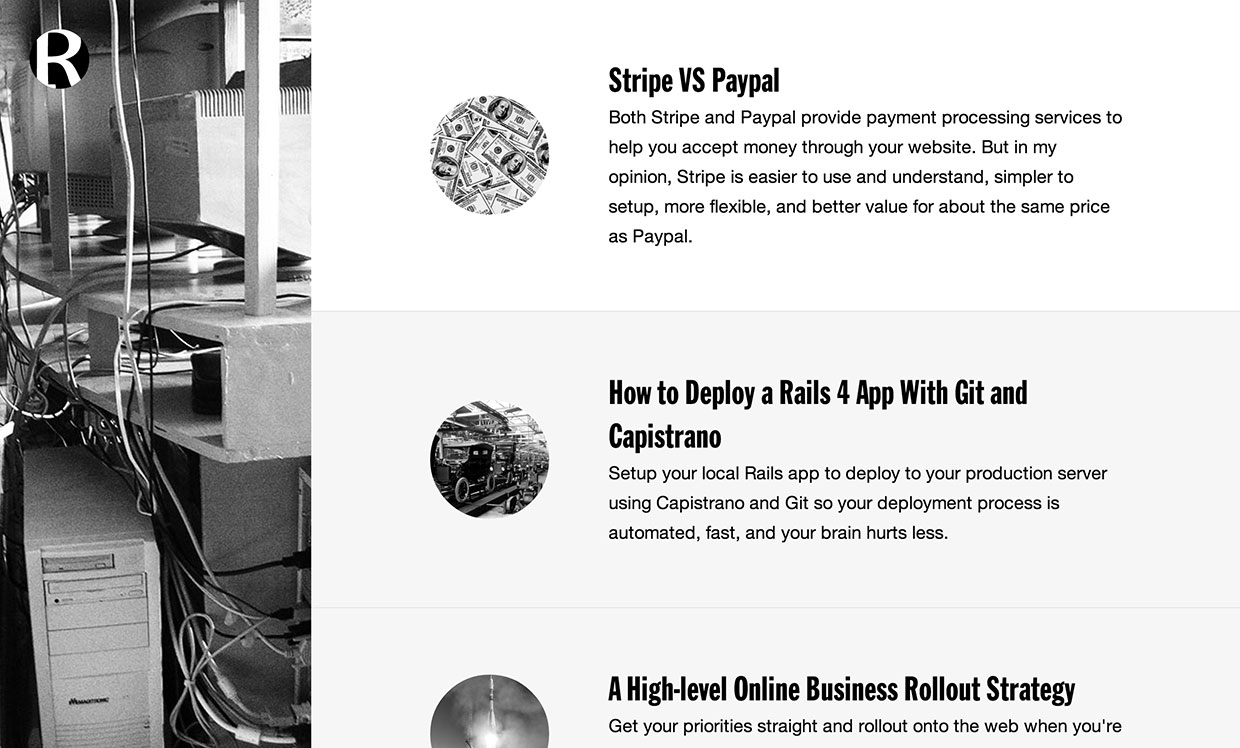 R
Stripe VS Paypal
Both Stripe and Paypal provide payment processing services to
help you accept money through your website. But in my
opinion, Stripe is easier to use and understand, simpler to
setup, more flexible, and better value for about the same price
as Paypal.
How to Deploy a Rails 4 App With Git and
Capistrano
Setup your local Rails app to deploy to your production server
using Capistrano and Git so your deployment process is
automated, fast, and your brain hurts less.
A High-level Online Business Rollout Strategy
Get your priorities straight and rollout onto the web when you're